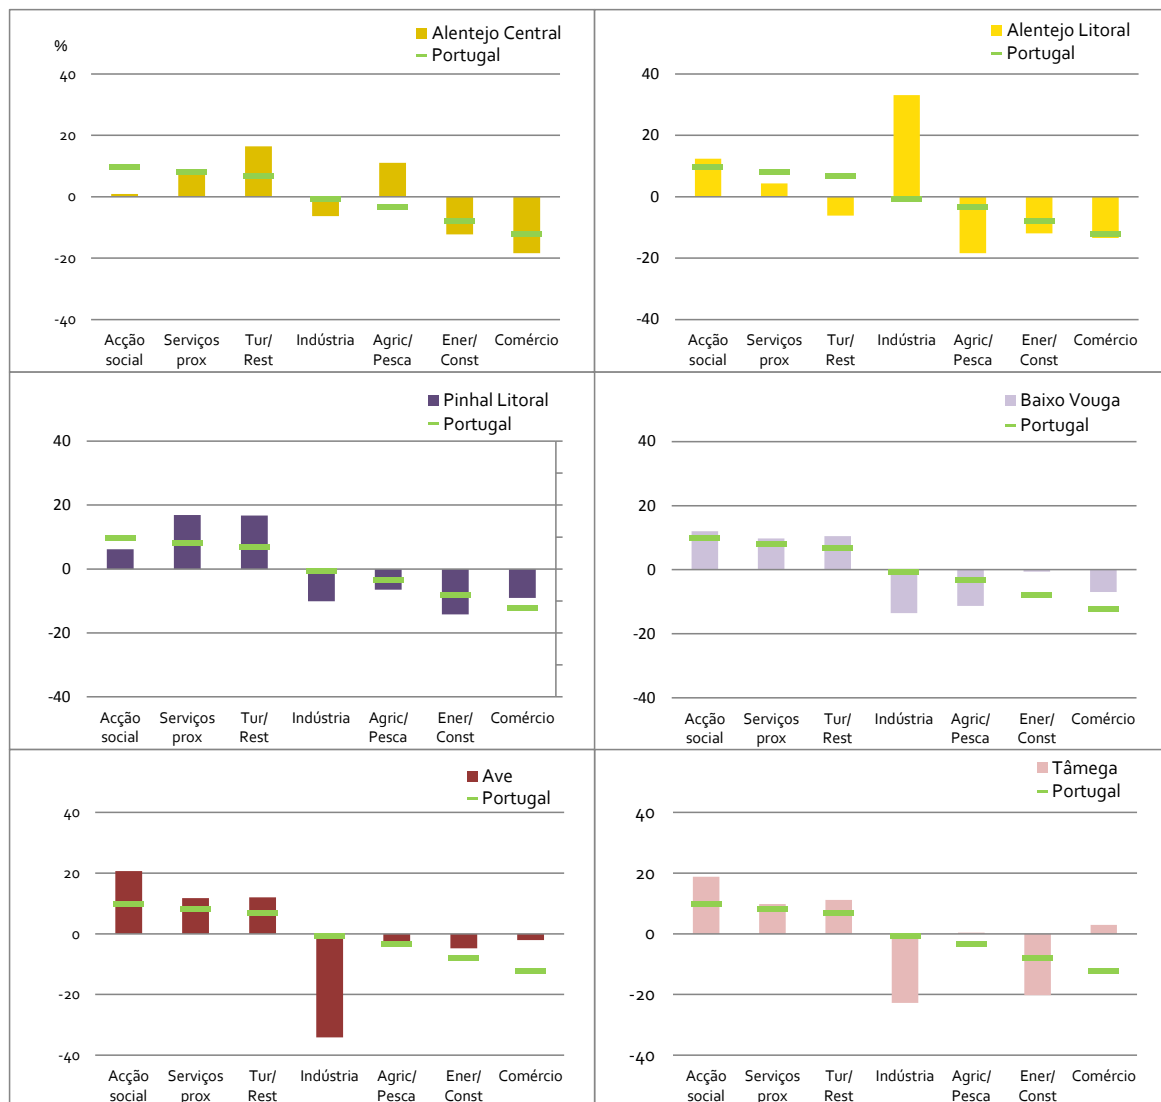 Alentejo Central
Portugal
%
40
20
0
-20
-40
Acção social
Serviços prox
Tur/ Rest
Indústria
Agric/ Pesca
Ener/ Const
Comércio
Alentejo Litoral
Portugal
40
20
0
-20
-40
Acção social
Serviços prox
Tur/ Rest
Indústria
Agric/ Pesca
Ener/ Const
Comércio
Pinhal Litoral
Portugal
40
20
0
-20
-40
Acção social
Serviços prox
Tur/ Rest
Indústria
Agric/ Pesca
Ener/ Const
Comércio
Baixo Vouga
Portugal
40
20
0
-20
-40
Acção social
Serviços prox
Tur/ Rest
Indústria
Agric/ Pesca
Ener/ Const
Comércio
Ave
Portugal
40
20
0
-20
-40
Acção social
Serviços prox
Tur/ Rest
Indústria
Agric/ Pesca
Ener/ Const
Comércio
Tâmega
Portugal
40
20
0
-20
-40
Acção social
Serviços prox
Tur/ Rest
Indústria
Agric/ Pesca
Ener/ Const
Comércio